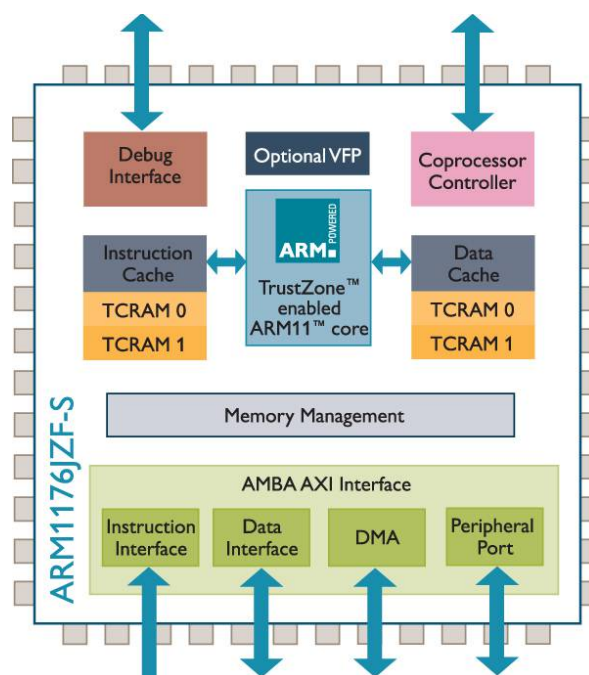 Debug
Interface
Optional VFP
Coprocessor
Controller
ARM
POWERED
Instruction
Cache
TrustZone™
enabled
ARM11™ core
Data
Cache
TCRAM 0
TCRAM 1
TCRAM 0
TCRAM 1
Memory Management
ARM1176JZF-S
AMBA AXI Interface
Instruction
Interface
Data
Interface
DMA
Peripheral
Port